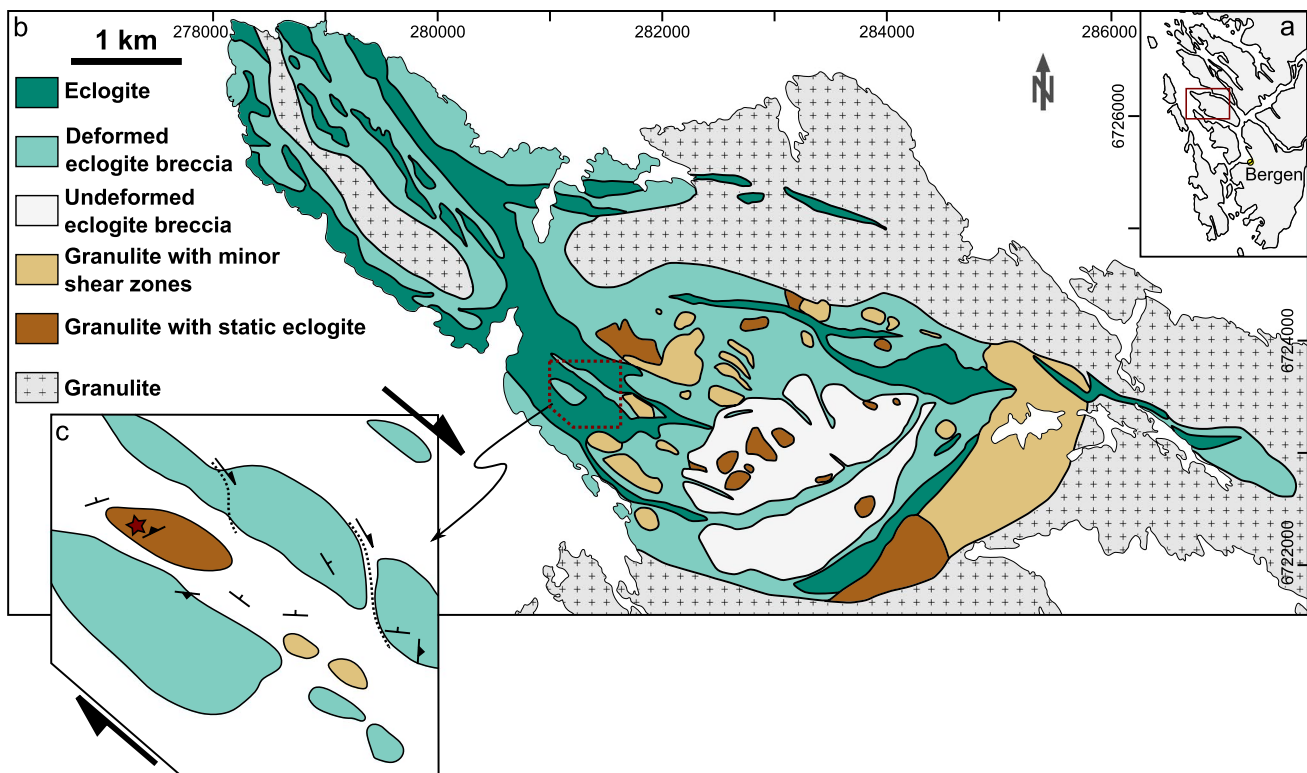 b
1 km
278000
280000
282000
284000
286000
a
N
6726000
Bergen
Eclogite
Deformed
eclogite breccia
Undeformed
eclogite breccia
Granulite with minor
shear zones
Granulite with static eclogite
Granulite
6724000
6722000
c